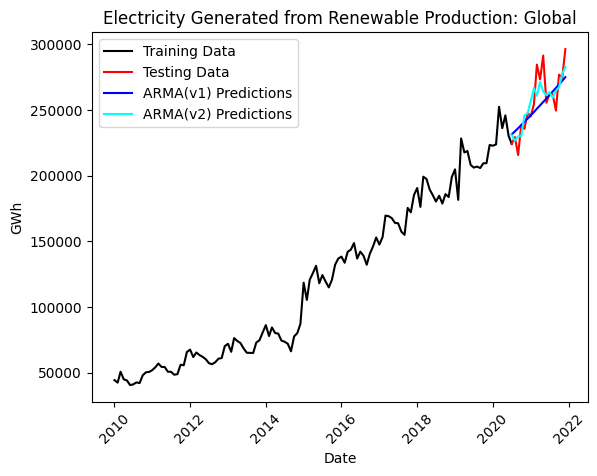 Electricity Generated from Renewable Production: Global
Training Data
Testing Data
ARMA(v1) Predictions
ARMA(v2) Predictions
GWh
300000
250000
200000
150000
100000
50000
2010
2012
2014
2016
2018
2020
2022
Date